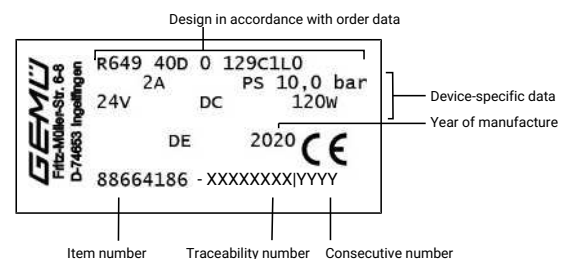 Design in accordance with order data
GEMÜ
Fritz-Müller-Str. 6-8
D-74653 Ingelfingen
R649 40D 0 129C1L0
2A PS 10,0 bar
24V DC 120W
Device-specific data
Year of manufacture
DE 2020 CE
88664186 -XXXXXXXX|YYYY
Item number Traceability number Consecutive number